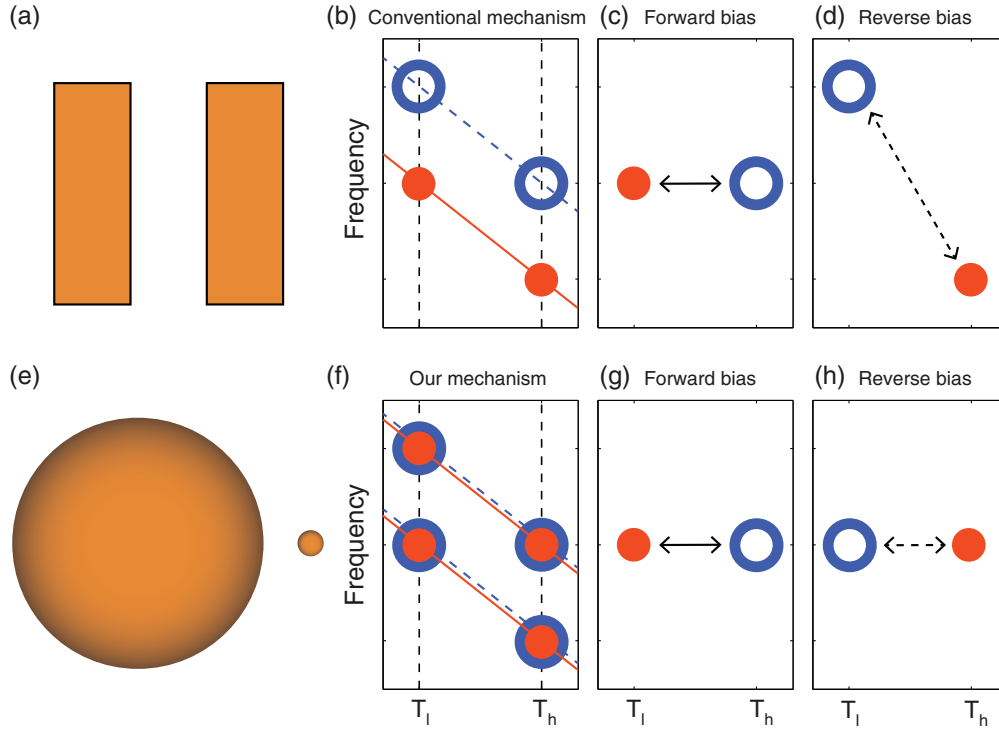 (a)
(b) Conventional mechanism
(c) Forward bias
(d) Reverse bias
Frequency
(e)
(f) Our mechanism
(g) Forward bias
(h) Reverse bias
Frequency
T_l T_h
T_l T_h
T_l T_h